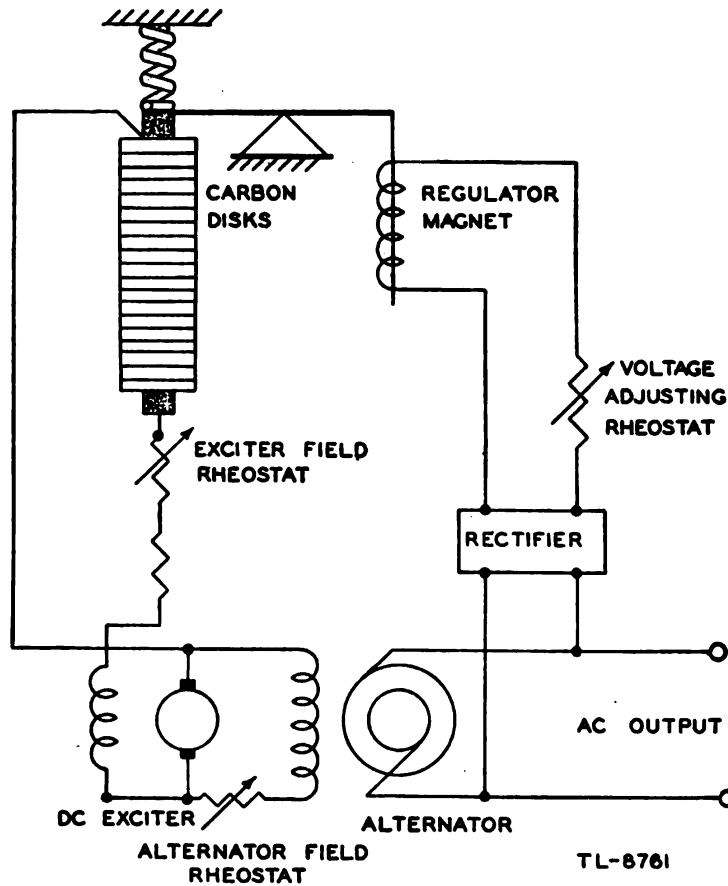 CARBON
DISKS
REGULATOR
MAGNET
VOLTAGE
ADJUSTING
RHEOSTAT
EXCITER FIELD
RHEOSTAT
RECTIFIER
AC OUTPUT
DC EXCITER
ALTERNATOR
ALTERNATOR FIELD
RHEOSTAT
TL-8761